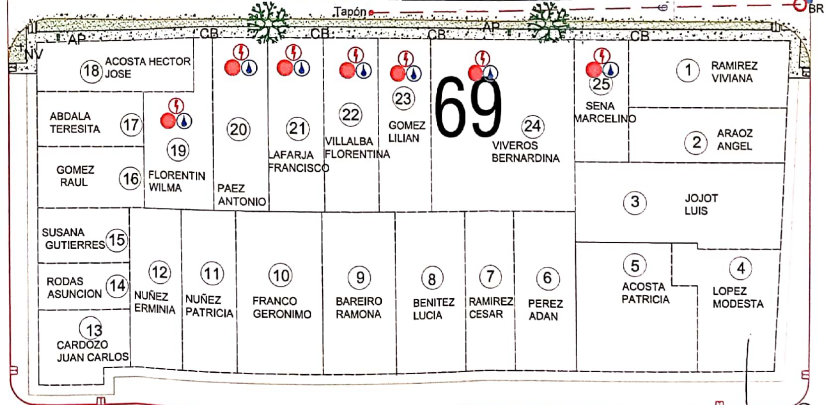 Tapón
BR
AP
AP
NV
CB
CB
CB
CB
18
ACOSTA HECTOR
JOSE
ABDALA
TERESITA
17
GOMEZ
RAUL
16
19
FLORENTIN
WILMA
20
PAEZ
ANTONIO
21
LAFARJA
FRANCISCO
22
VILLALBA
FLORENTINA
23
GOMEZ
LILIAN
69
24
VIVEROS
BERNARDINA
25
SENA
MARCELINO
1
RAMIREZ
VIVIANA
2
ARAOZ
ANGEL
3
JOJOT
LUIS
SUSANA
GUTIERRES
15
RODAS
ASUNCION
14
13
CARDOZO
JUAN CARLOS
12
NUÑEZ
ERMINIA
11
NUÑEZ
PATRICIA
10
FRANCO
GERONIMO
9
BAREIRO
RAMONA
8
BENITEZ
LUCIA
7
RAMIREZ
CESAR
6
PEREZ
ADAN
5
ACOSTA
PATRICIA
4
LOPEZ
MODESTA